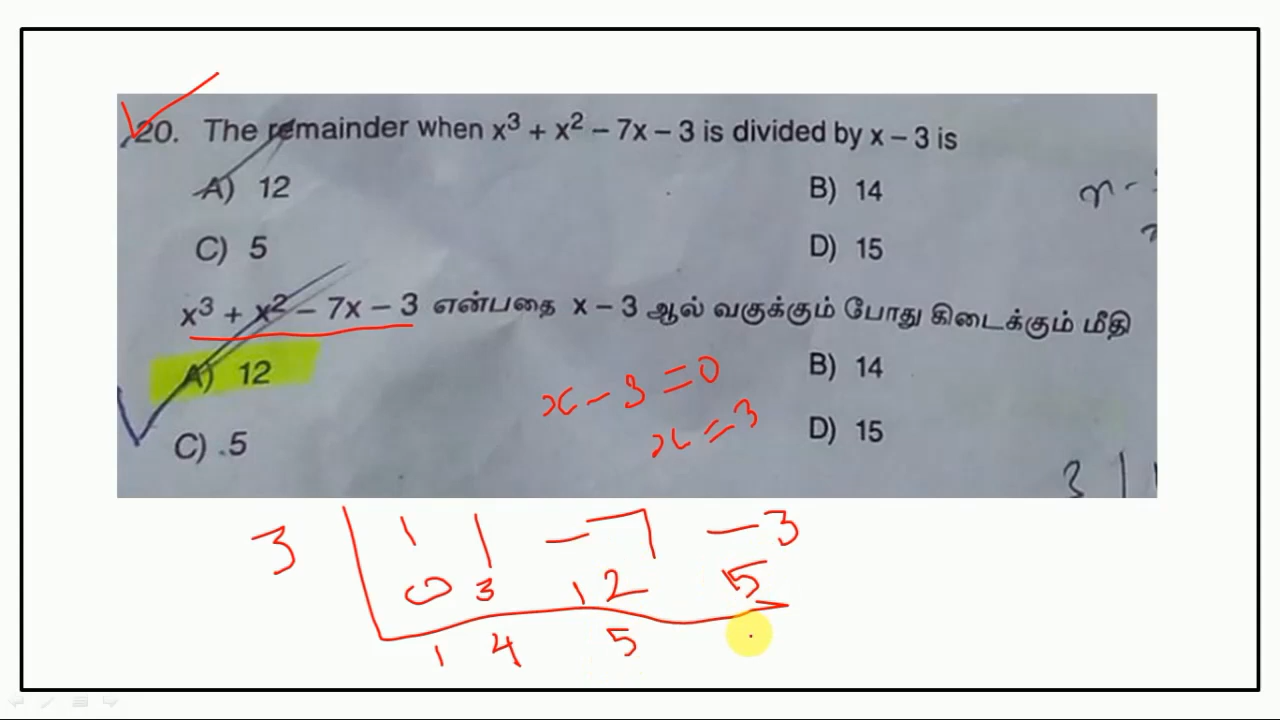 20. The remainder when x³ + x² – 7x – 3 is divided by x – 3 is
A) 12 B) 14
C) 5 D) 15
x³ + x² – 7x – 3 என்பதை x – 3 ஆல் வகுக்கும் போது கிடைக்கும் மீதி
A) 12 B) 14
C) .5 D) 15
x – 3 = 0
x = 3
3 |
3 1 1 –7 –3
0 3 12 15
1 4 5